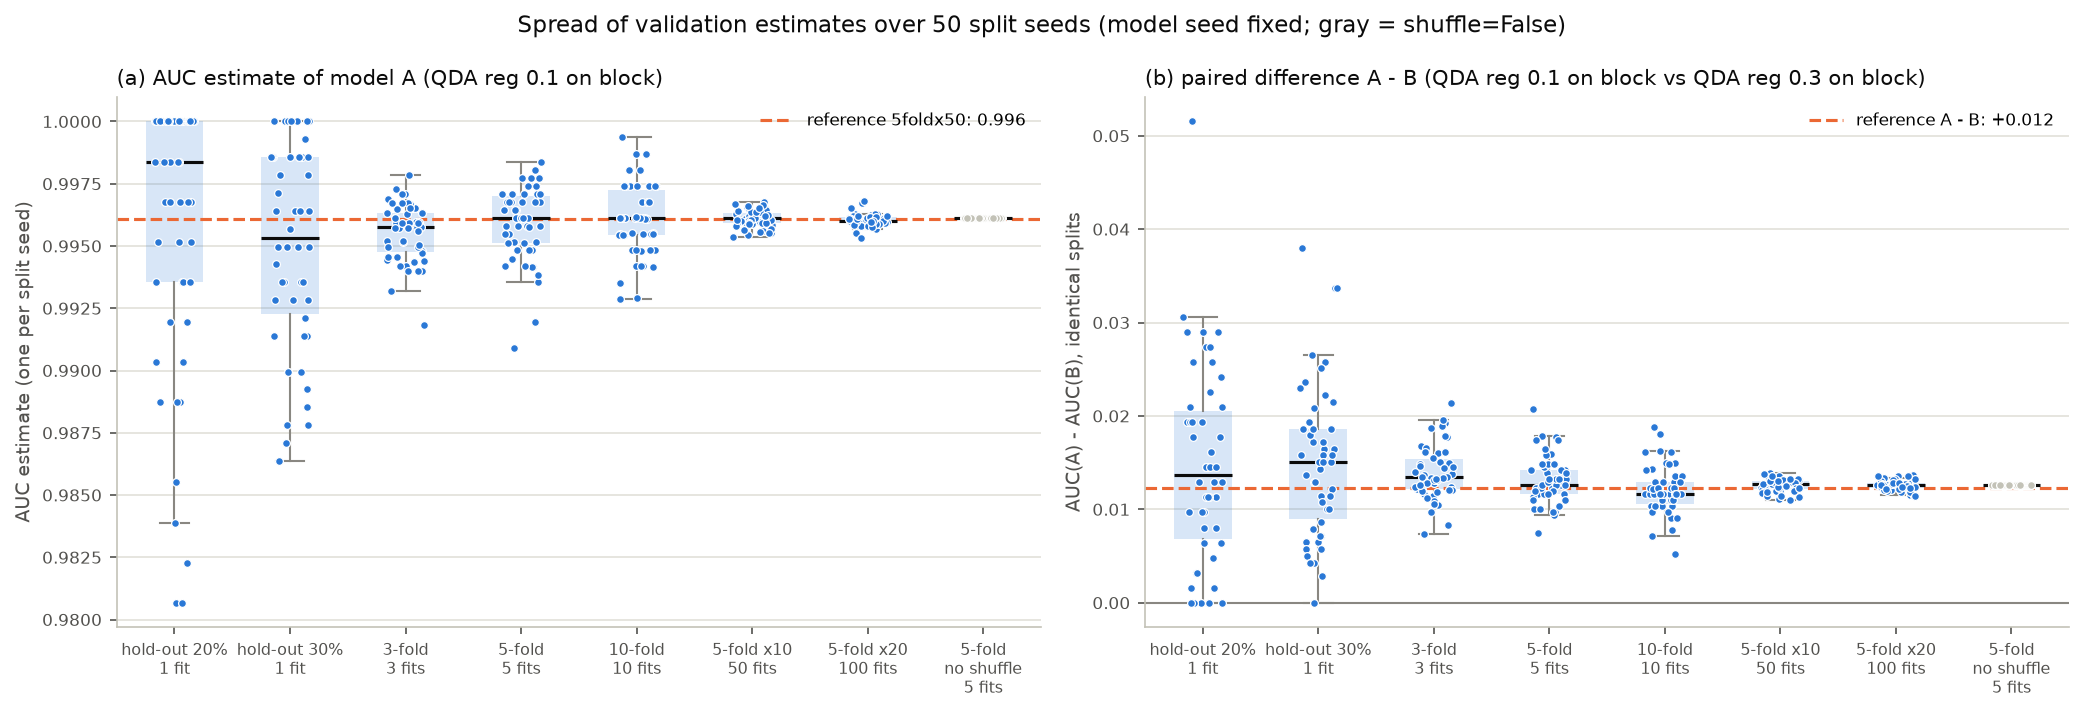 Spread of validation estimates over 50 split seeds (model seed fixed; gray = shuffle=False)
(a) AUC estimate of model A (QDA reg 0.1 on block)
AUC estimate (one per split seed)
1.0000
0.9975
0.9950
0.9925
0.9900
0.9875
0.9850
0.9825
0.9800
reference 5foldx50: 0.996
hold-out 20%
1 fit
hold-out 30%
1 fit
3-fold
3 fits
5-fold
5 fits
10-fold
10 fits
5-fold x10
50 fits
5-fold x20
100 fits
5-fold
no shuffle
5 fits
(b) paired difference A - B (QDA reg 0.1 on block vs QDA reg 0.3 on block)
AUC(A) - AUC(B), identical splits
0.05
0.04
0.03
0.02
0.01
0.00
reference A - B: +0.012
hold-out 20%
1 fit
hold-out 30%
1 fit
3-fold
3 fits
5-fold
5 fits
10-fold
10 fits
5-fold x10
50 fits
5-fold x20
100 fits
5-fold
no shuffle
5 fits